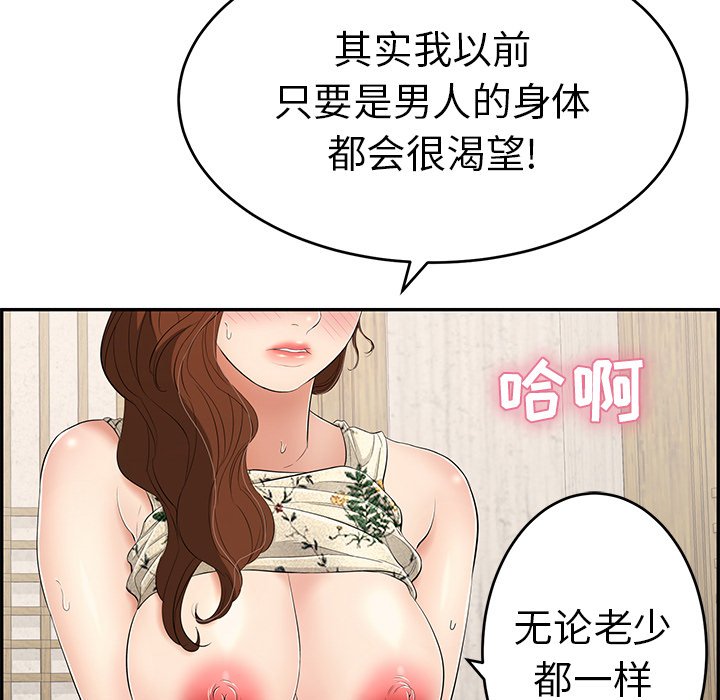 其实我以前
只要是男人的身体
都会很渴望!
哈啊
无论老少
都一样